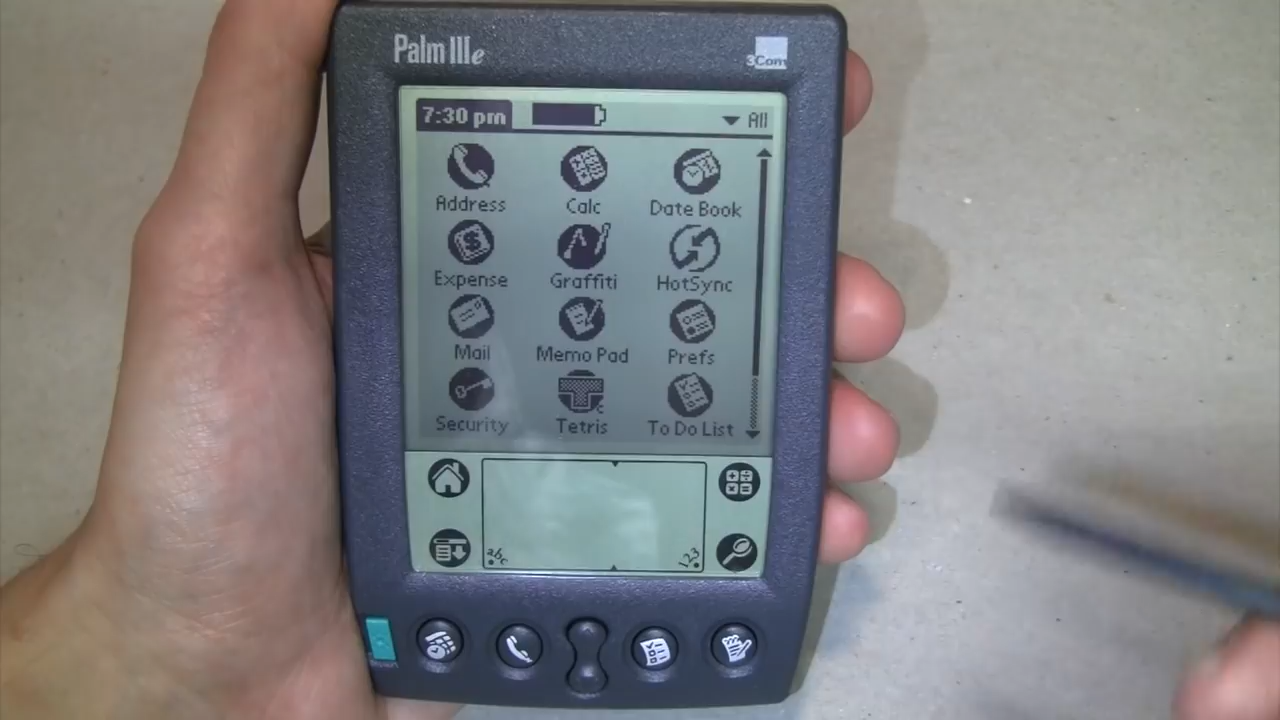 Palm IIIe
3Com
7:30 pm
All
Address Calc Date Book
Expense Graffiti HotSync
Mail Memo Pad Prefs
Security Tetris To Do List
abc 123